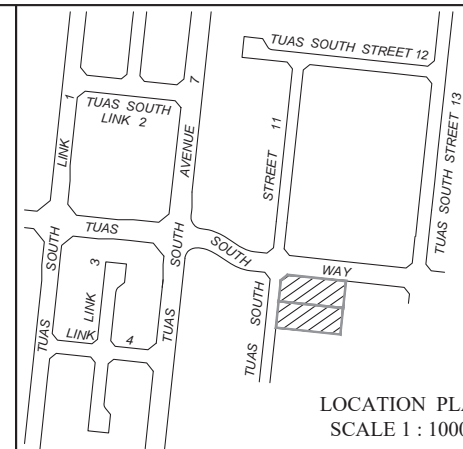 TUAS SOUTH STREET 12
7
1
TUAS SOUTH
LINK 2
TUAS SOUTH STREET 13
STREET 11
AVENUE
LINK
TUAS
SOUTH
SOUTH
SOUTH
WAY
3
LINK
SOUTH
LINK 4
TUAS
TUAS
TUAS
LOCATION PLA
SCALE 1 : 1000